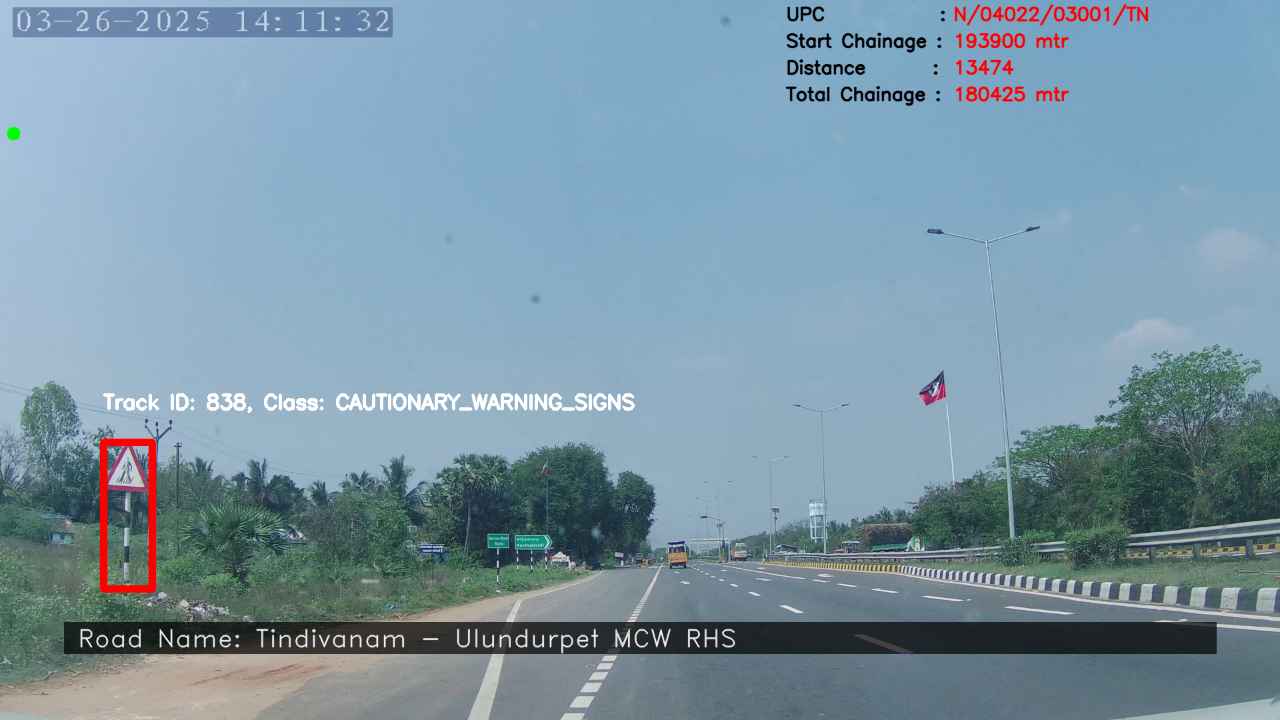 03-26-2025 14:11:32
UPC : N/04022/03001/TN
Start Chainage : 193900 mtr
Distance : 13474
Total Chainage : 180425 mtr
Track ID: 838, Class: CAUTIONARY_WARNING_SIGNS
Road Name: Tindivanam – Ulundurpet MCW RHS